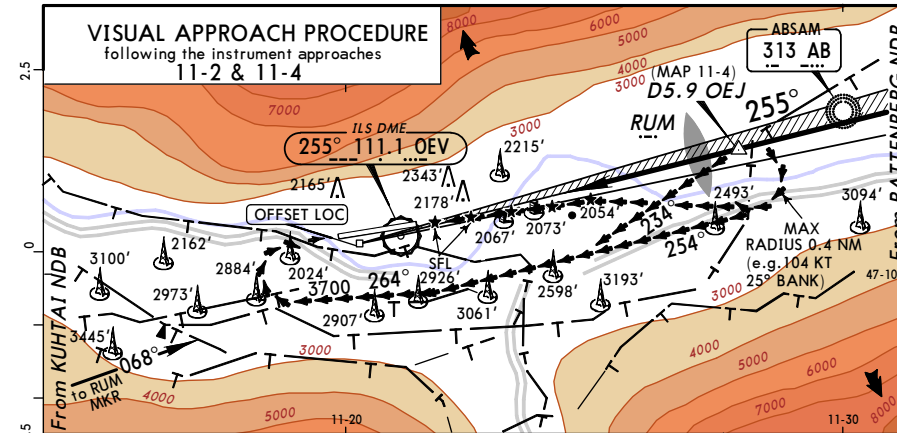 VISUAL APPROACH PROCEDURE
following the instrument approaches
11-2 & 11-4
2.5
8000
6000
5000
4000
3000
7000
3000
ABSAM
313 AB
(MAP 11-4)
D5.9 OEJ
255°
RUM
ILS DME
255° 111.1 OEV
2215'
2165'
2343'
2178'
OFFSET LOC
2054'
2067'
2073'
234°
2493'
3094'
From RATTENBERG NDB
MAX
RADIUS 0.4 NM
(e.g.104 KT
25° BANK)
47-10
254°
0
2162'
3100'
2884'
2024'
SFL
2926'
3700
264°
2598'
3193'
3000
2973'
2907'
3061'
3445'
068°
to RUM
MKR
From KUHTAI NDB
3000
4000
5000
4000
5000
6000
7000
8000
11-20
11-30
5